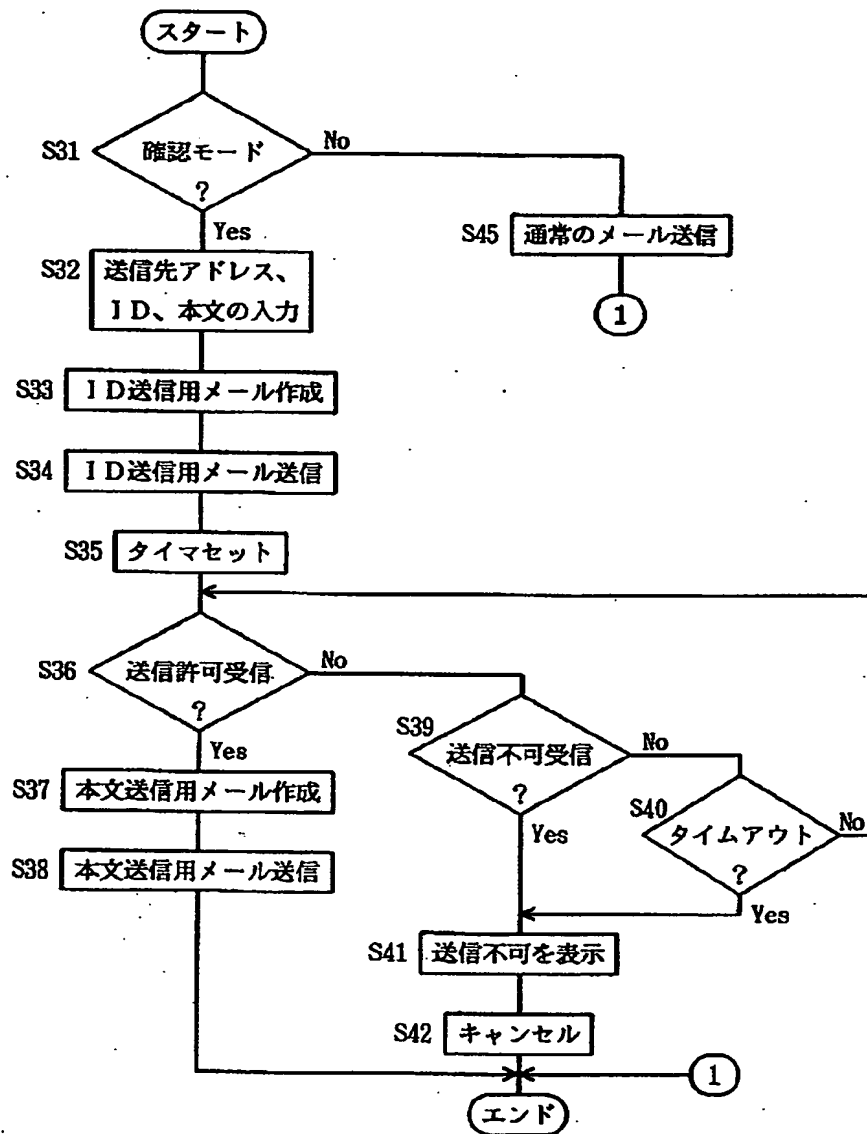 スタート
S31
確認モード
?
No
Yes
S45
通常のメール送信
1
S32
送信先アドレス、
ID、本文の入力
S33
ID送信用メール作成
S34
ID送信用メール送信
S35
タイマセット
S36
送信許可受信
?
No
Yes
S39
送信不可受信
?
No
Yes
S37
本文送信用メール作成
S40
タイムアウト
?
No
Yes
S38
本文送信用メール送信
S41
送信不可を表示
S42
キャンセル
1
エンド